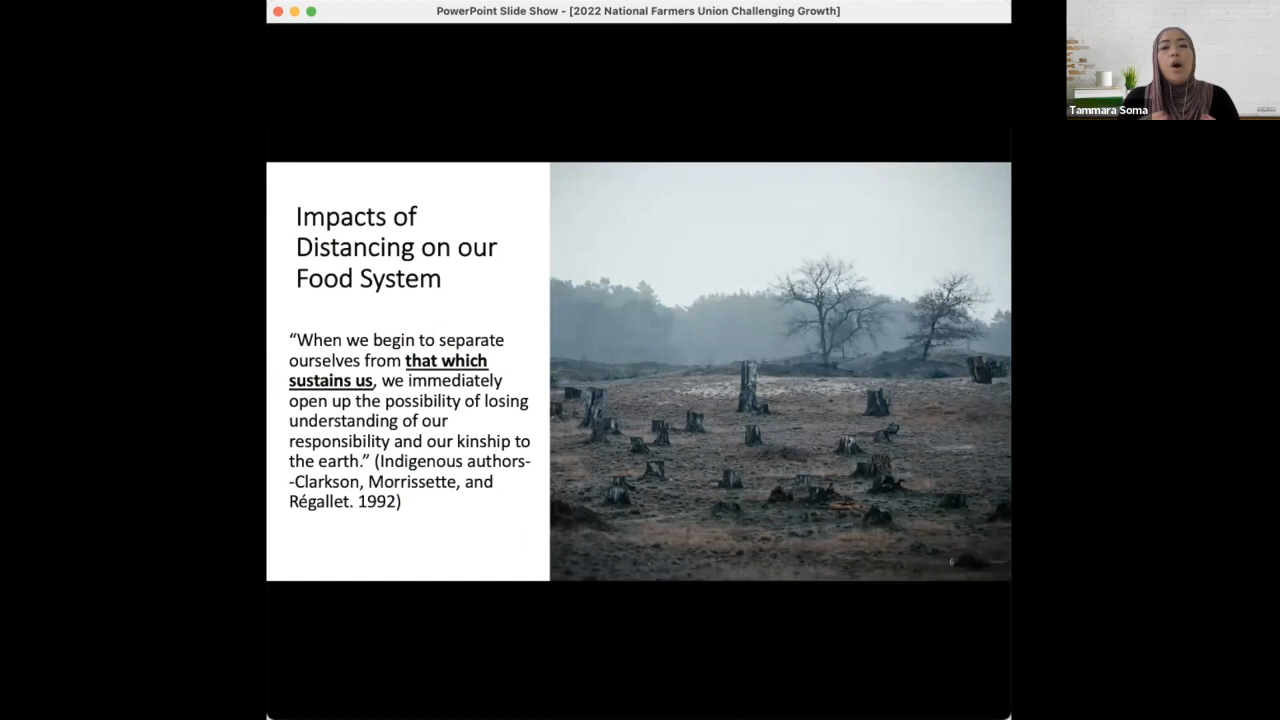 PowerPoint Slide Show - [2022 National Farmers Union Challenging Growth]
Tammara Soma
Impacts of
Distancing on our
Food System
“When we begin to separate
ourselves from that which
sustains us, we immediately
open up the possibility of losing
understanding of our
responsibility and our kinship to
the earth.” (Indigenous authors-
-Clarkson, Morrissette, and
Régallet. 1992)
6